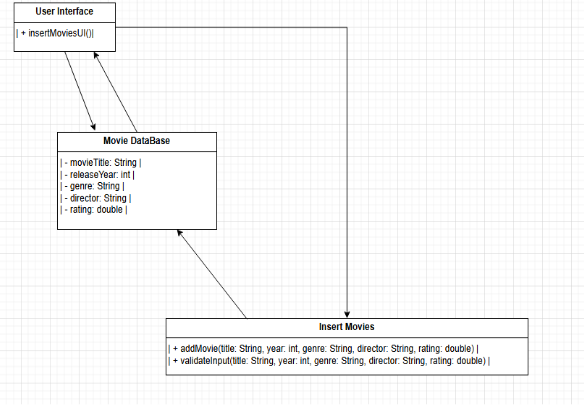 User Interface
| + insertMoviesUI()|
Movie DataBase
| - movieTitle: String |
| - releaseYear: int |
| - genre: String |
| - director: String |
| - rating: double |
Insert Movies
| + addMovie(title: String, year: int, genre: String, director: String, rating: double) |
| + validateInput(title: String, year: int, genre: String, director: String, rating: double) |